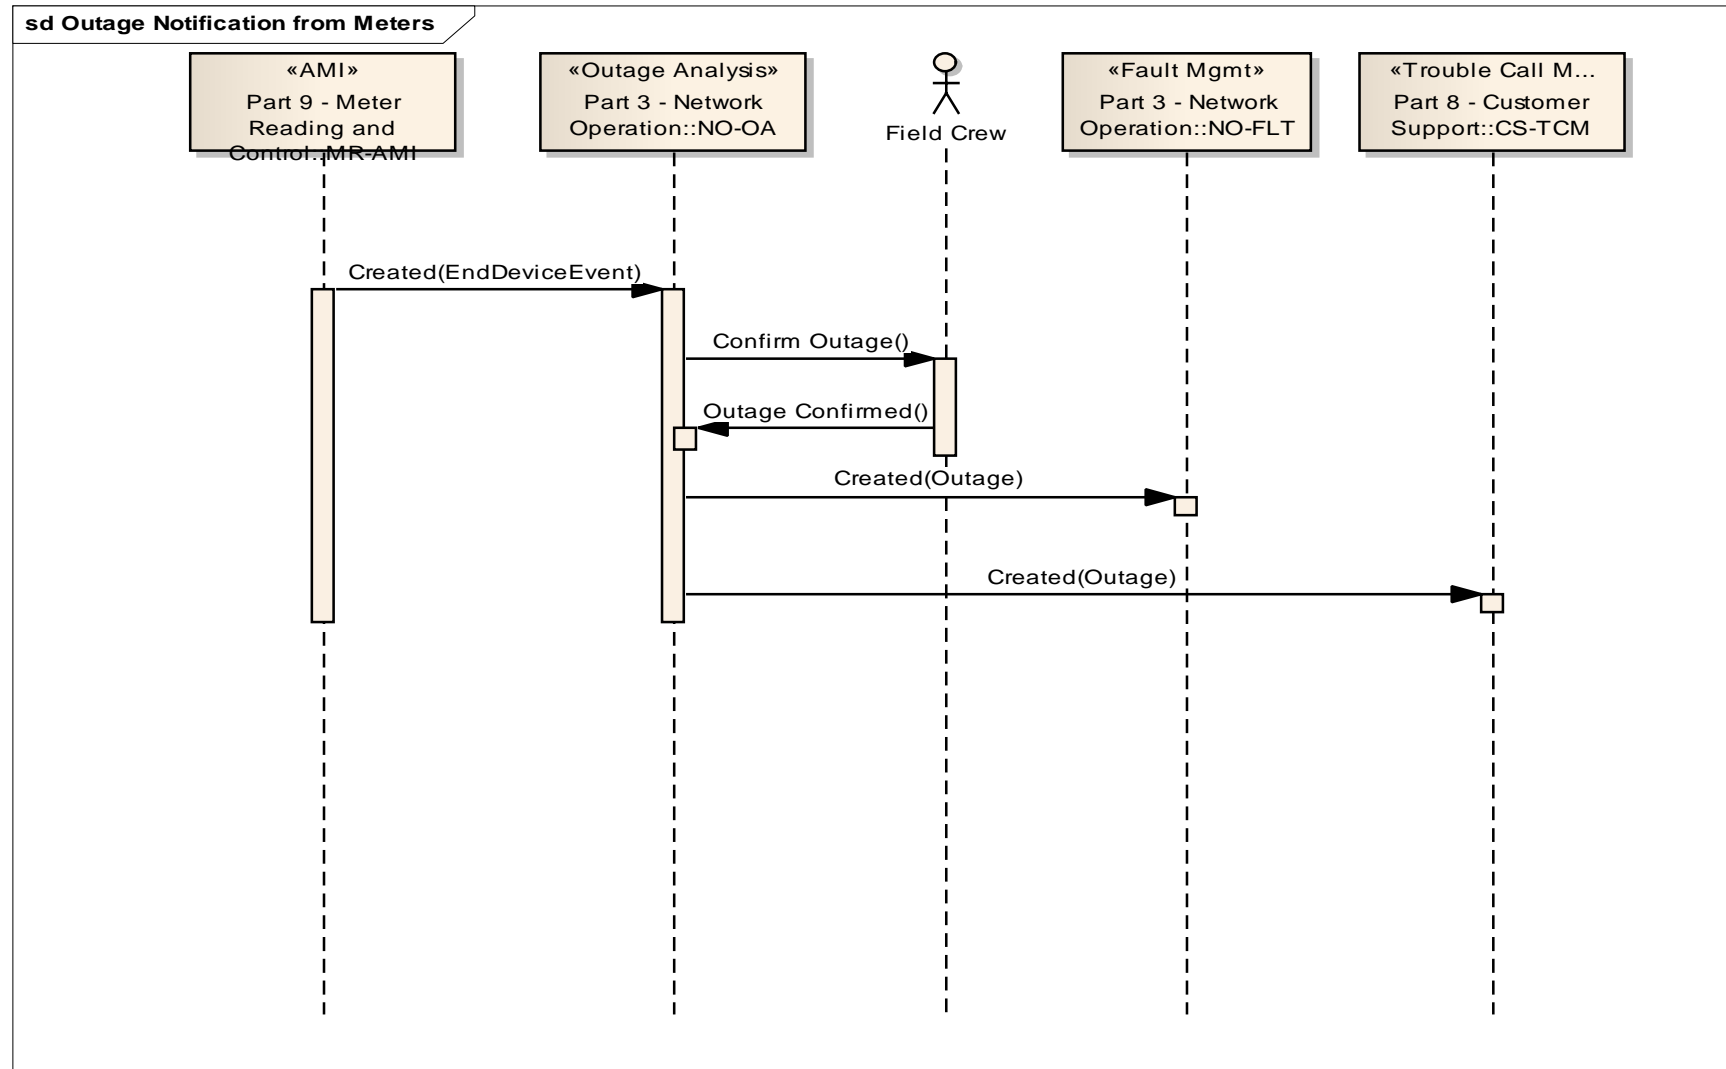 sd Outage Notification from Meters
«AMI»
Part 9 - Meter
Reading and
Control::MR-AMI
«Outage Analysis»
Part 3 - Network
Operation::NO-OA
Field Crew
«Fault Mgmt»
Part 3 - Network
Operation::NO-FLT
«Trouble Call M...
Part 8 - Customer
Support::CS-TCM
Created(EndDeviceEvent)
Confirm Outage()
Outage Confirmed()
Created(Outage)
Created(Outage)